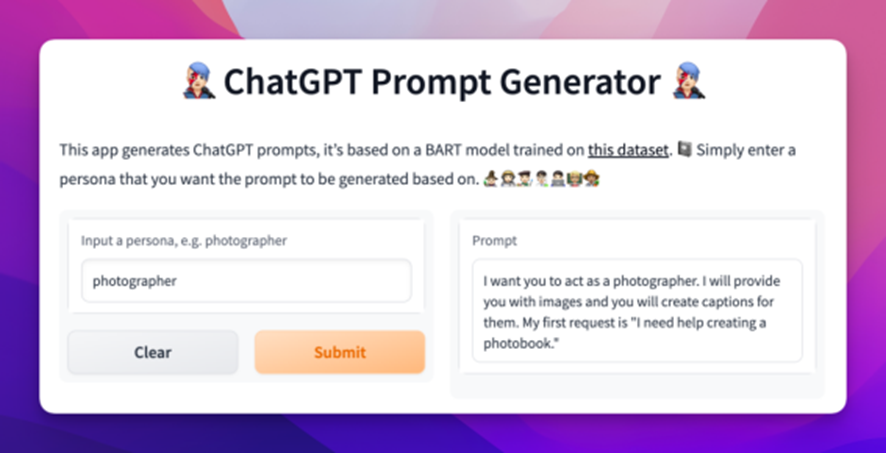 ChatGPT Prompt Generator
This app generates ChatGPT prompts, it's based on a BART model trained on this dataset. Simply enter a
persona that you want the prompt to be generated based on.
Input a persona, e.g. photographer
photographer
Clear
Submit
Prompt
I want you to act as a photographer. I will provide
you with images and you will create captions for
them. My first request is "I need help creating a
photobook."